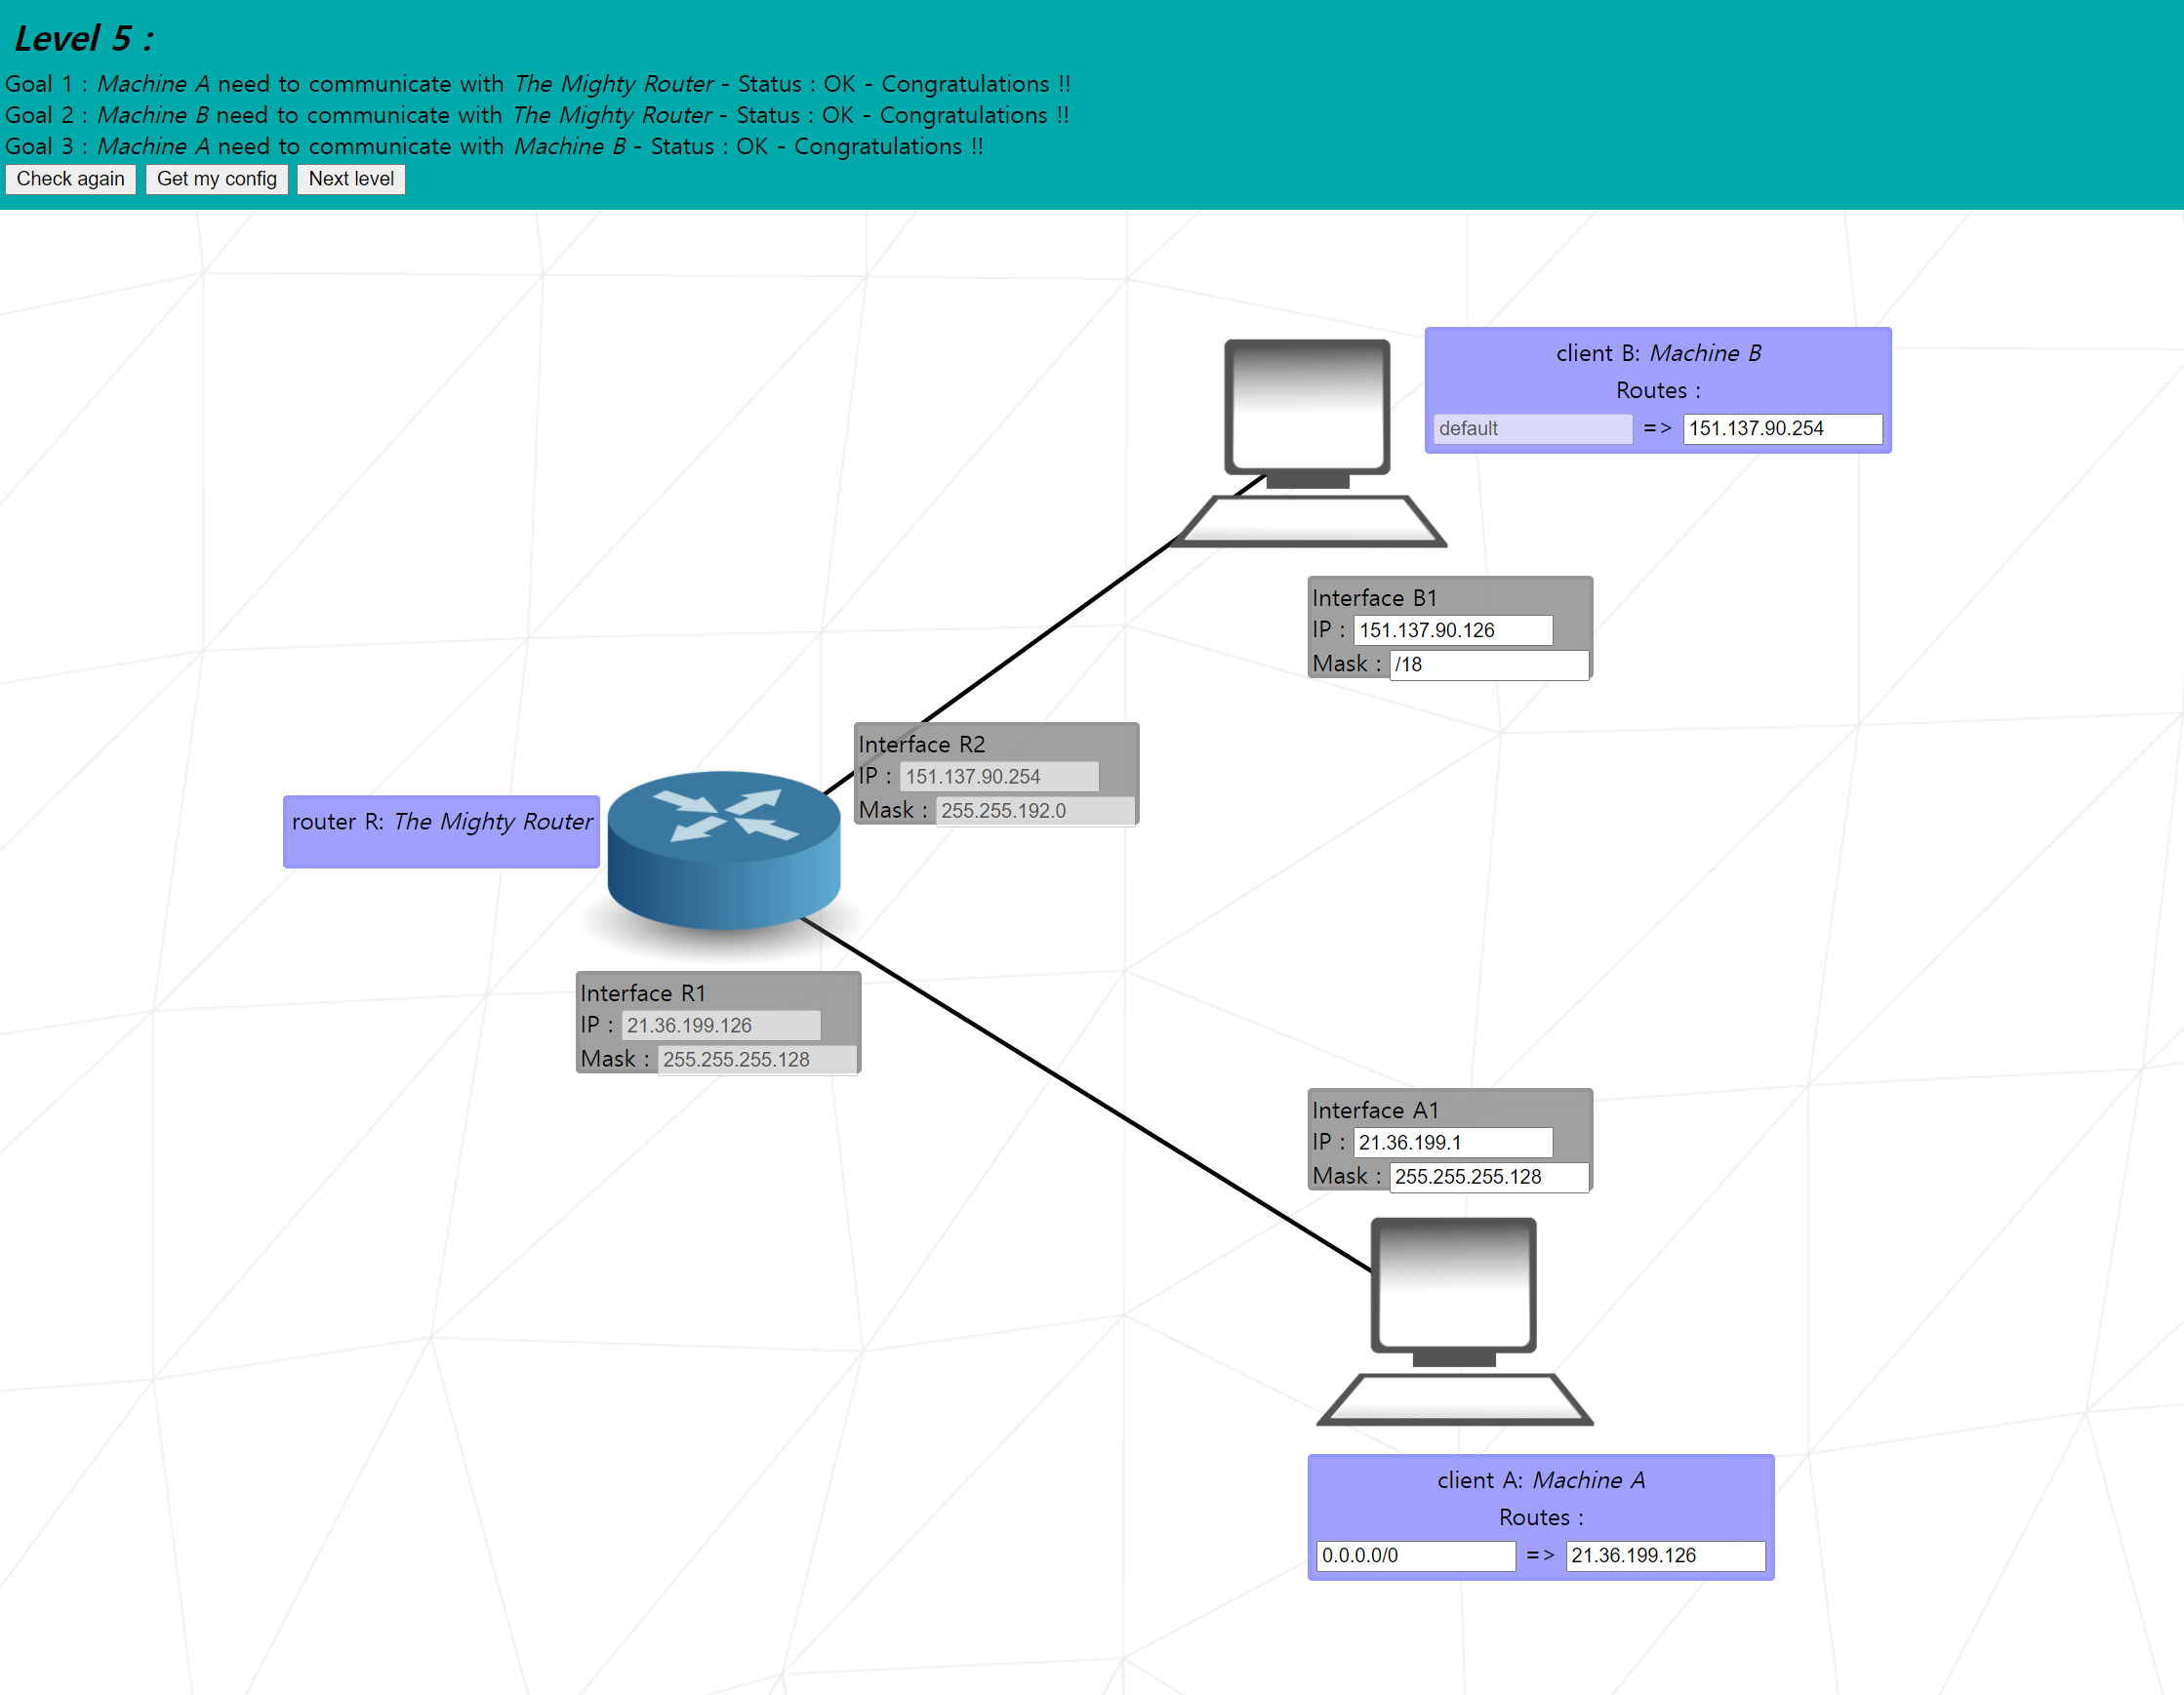 Level 5 :
Goal 1 : Machine A need to communicate with The Mighty Router - Status : OK - Congratulations !!
Goal 2 : Machine B need to communicate with The Mighty Router - Status : OK - Congratulations !!
Goal 3 : Machine A need to communicate with Machine B - Status : OK - Congratulations !!
Check again Get my config Next level
client B: Machine B
Routes :
default => 151.137.90.254
Interface B1
IP : 151.137.90.126
Mask : /18
Interface R2
IP : 151.137.90.254
Mask : 255.255.192.0
router R: The Mighty Router
Interface R1
IP : 21.36.199.126
Mask : 255.255.255.128
Interface A1
IP : 21.36.199.1
Mask : 255.255.255.128
client A: Machine A
Routes :
0.0.0.0/0 => 21.36.199.126